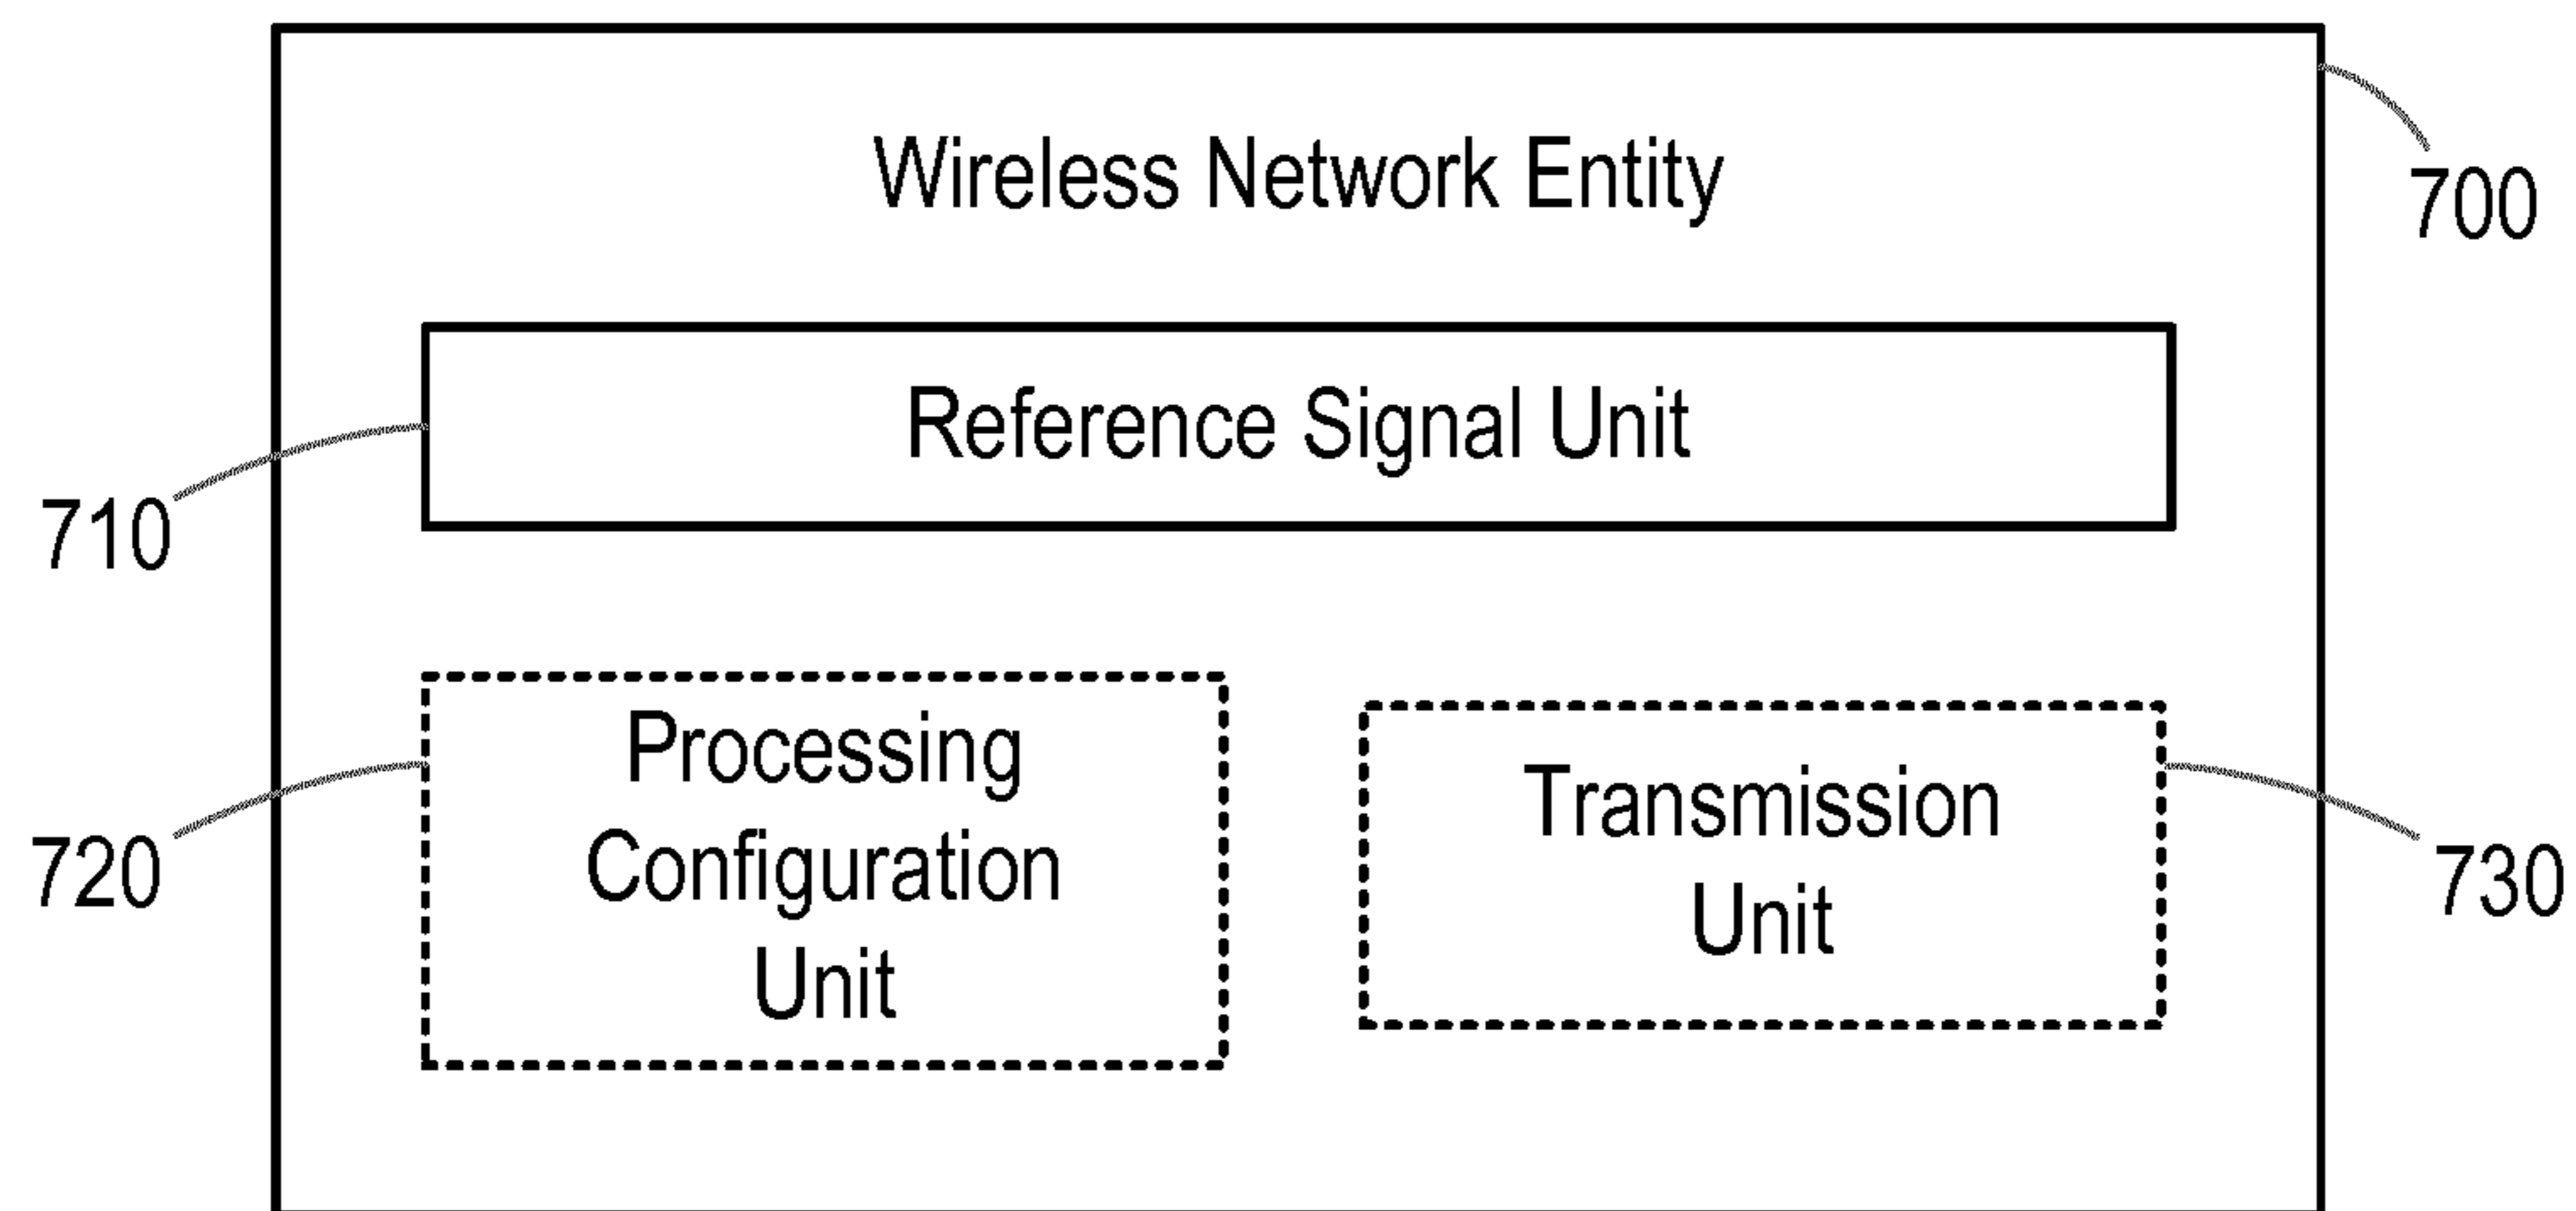 Wireless Network Entity
700
Reference Signal Unit
710
Processing
Configuration
Unit
720
Transmission
Unit
730